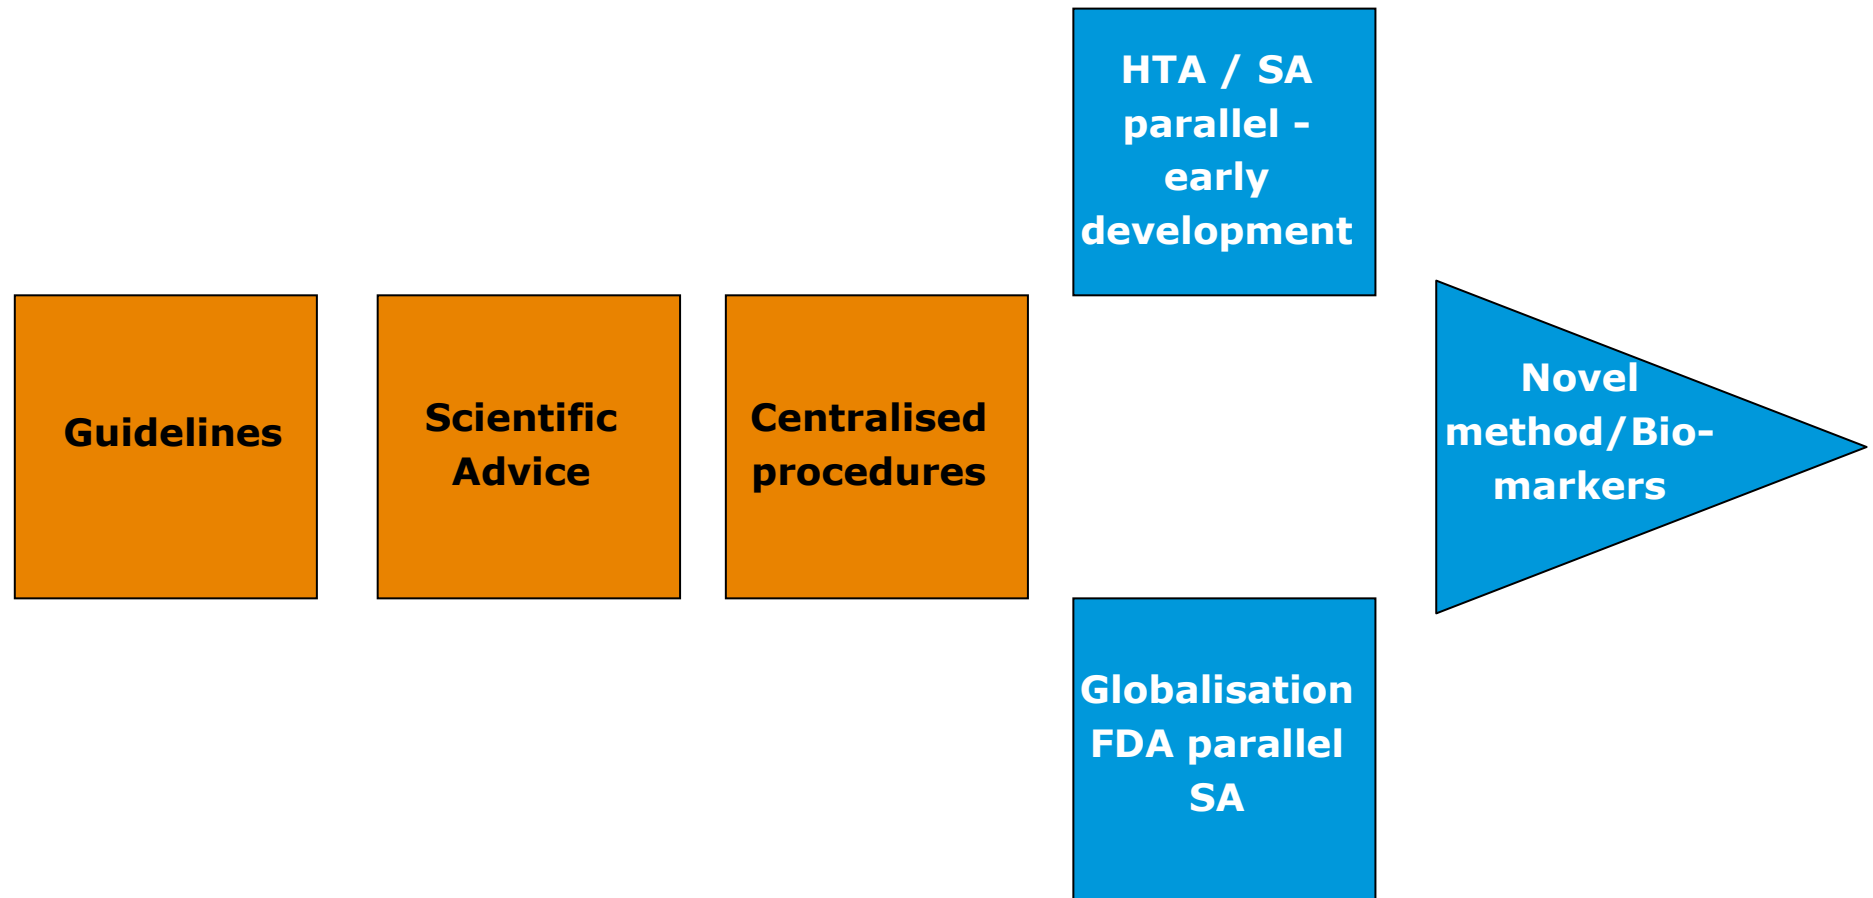 Guidelines
Scientific
Advice
Centralised
procedures
HTA / SA
parallel -
early
development
Globalisation
FDA parallel
SA
Novel
method/Bio-
markers